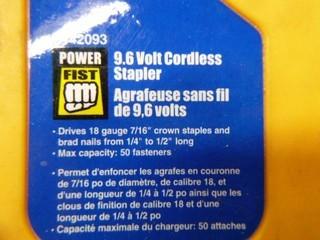 42093
POWER
FIST
9.6 Volt Cordless
Stapler
Agrafeuse sans fil
de 9,6 volts
• Drives 18 gauge 7/16" crown staples and
brad nails from 1/4" to 1/2" long
• Max capacity: 50 fasteners
• Permet d'enfoncer les agrafes en couronne
de 7/16 po de diamètre, de calibre 18, et
d'une longueur de 1/4 à 1/2 po ainsi que les
clous de finition de calibre 18 et d'une
longueur de 1/4 à 1/2 po
• Capacité maximale du chargeur: 50 attaches